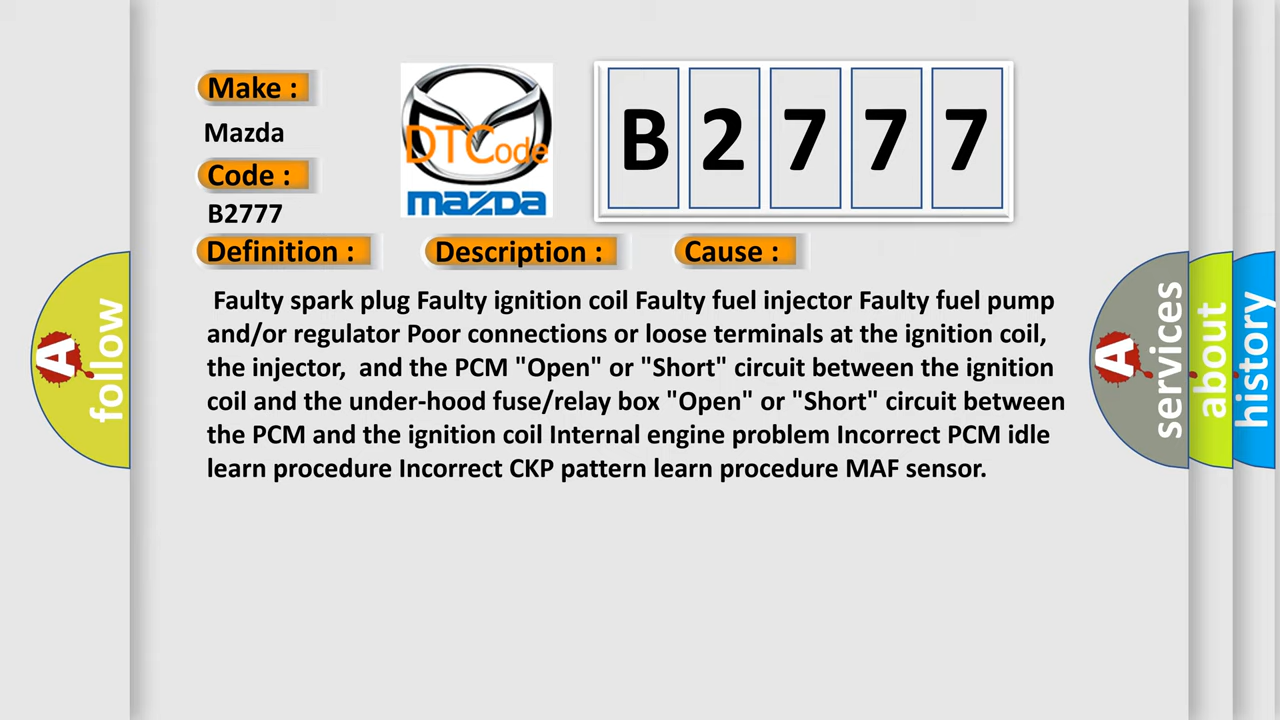 Make :
Mazda
Code :
B2777
DTCode
mazda
B 2 7 7 7
Definition :
Description :
Cause :
Faulty spark plug Faulty ignition coil Faulty fuel injector Faulty fuel pump
and/or regulator Poor connections or loose terminals at the ignition coil,
the injector, and the PCM "Open" or "Short" circuit between the ignition
coil and the under-hood fuse/relay box "Open" or "Short" circuit between
the PCM and the ignition coil Internal engine problem Incorrect PCM idle
learn procedure Incorrect CKP pattern learn procedure MAF sensor.
A
follow
A
services
about
history